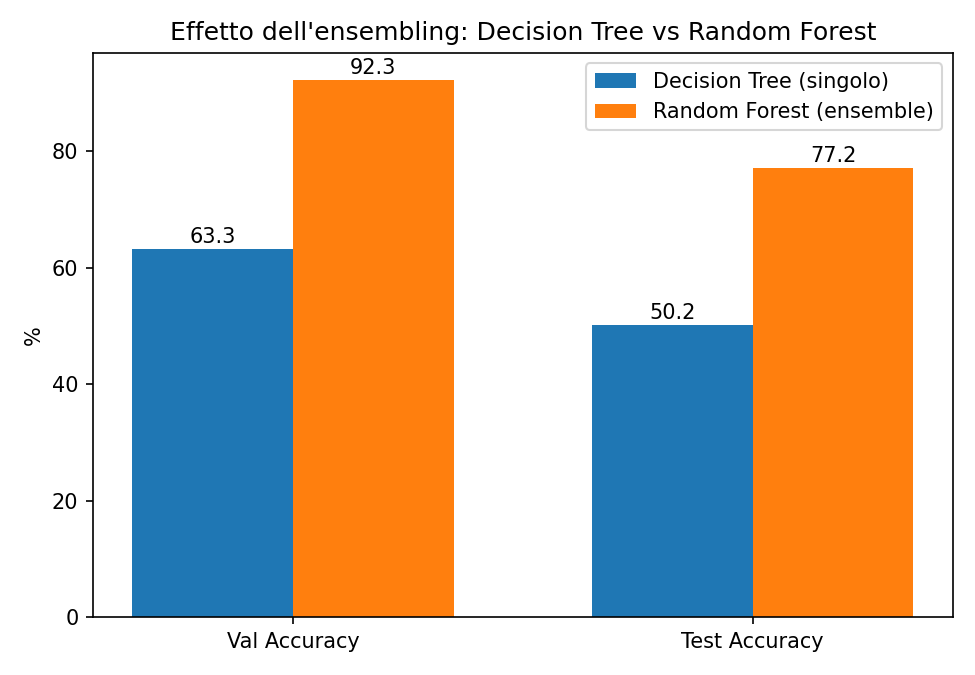 Effetto dell'ensembling: Decision Tree vs Random Forest
Decision Tree (singolo)
Random Forest (ensemble)
92.3
63.3
77.2
50.2
80
60
40
20
0
%
Val Accuracy
Test Accuracy